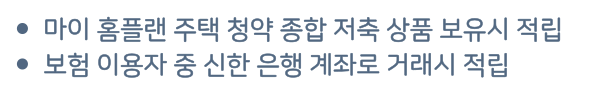 • 마이 홈플랜 주택 청약 종합 저축 상품 보유시 적립
• 보험 이용자 중 신한 은행 계좌로 거래시 적립